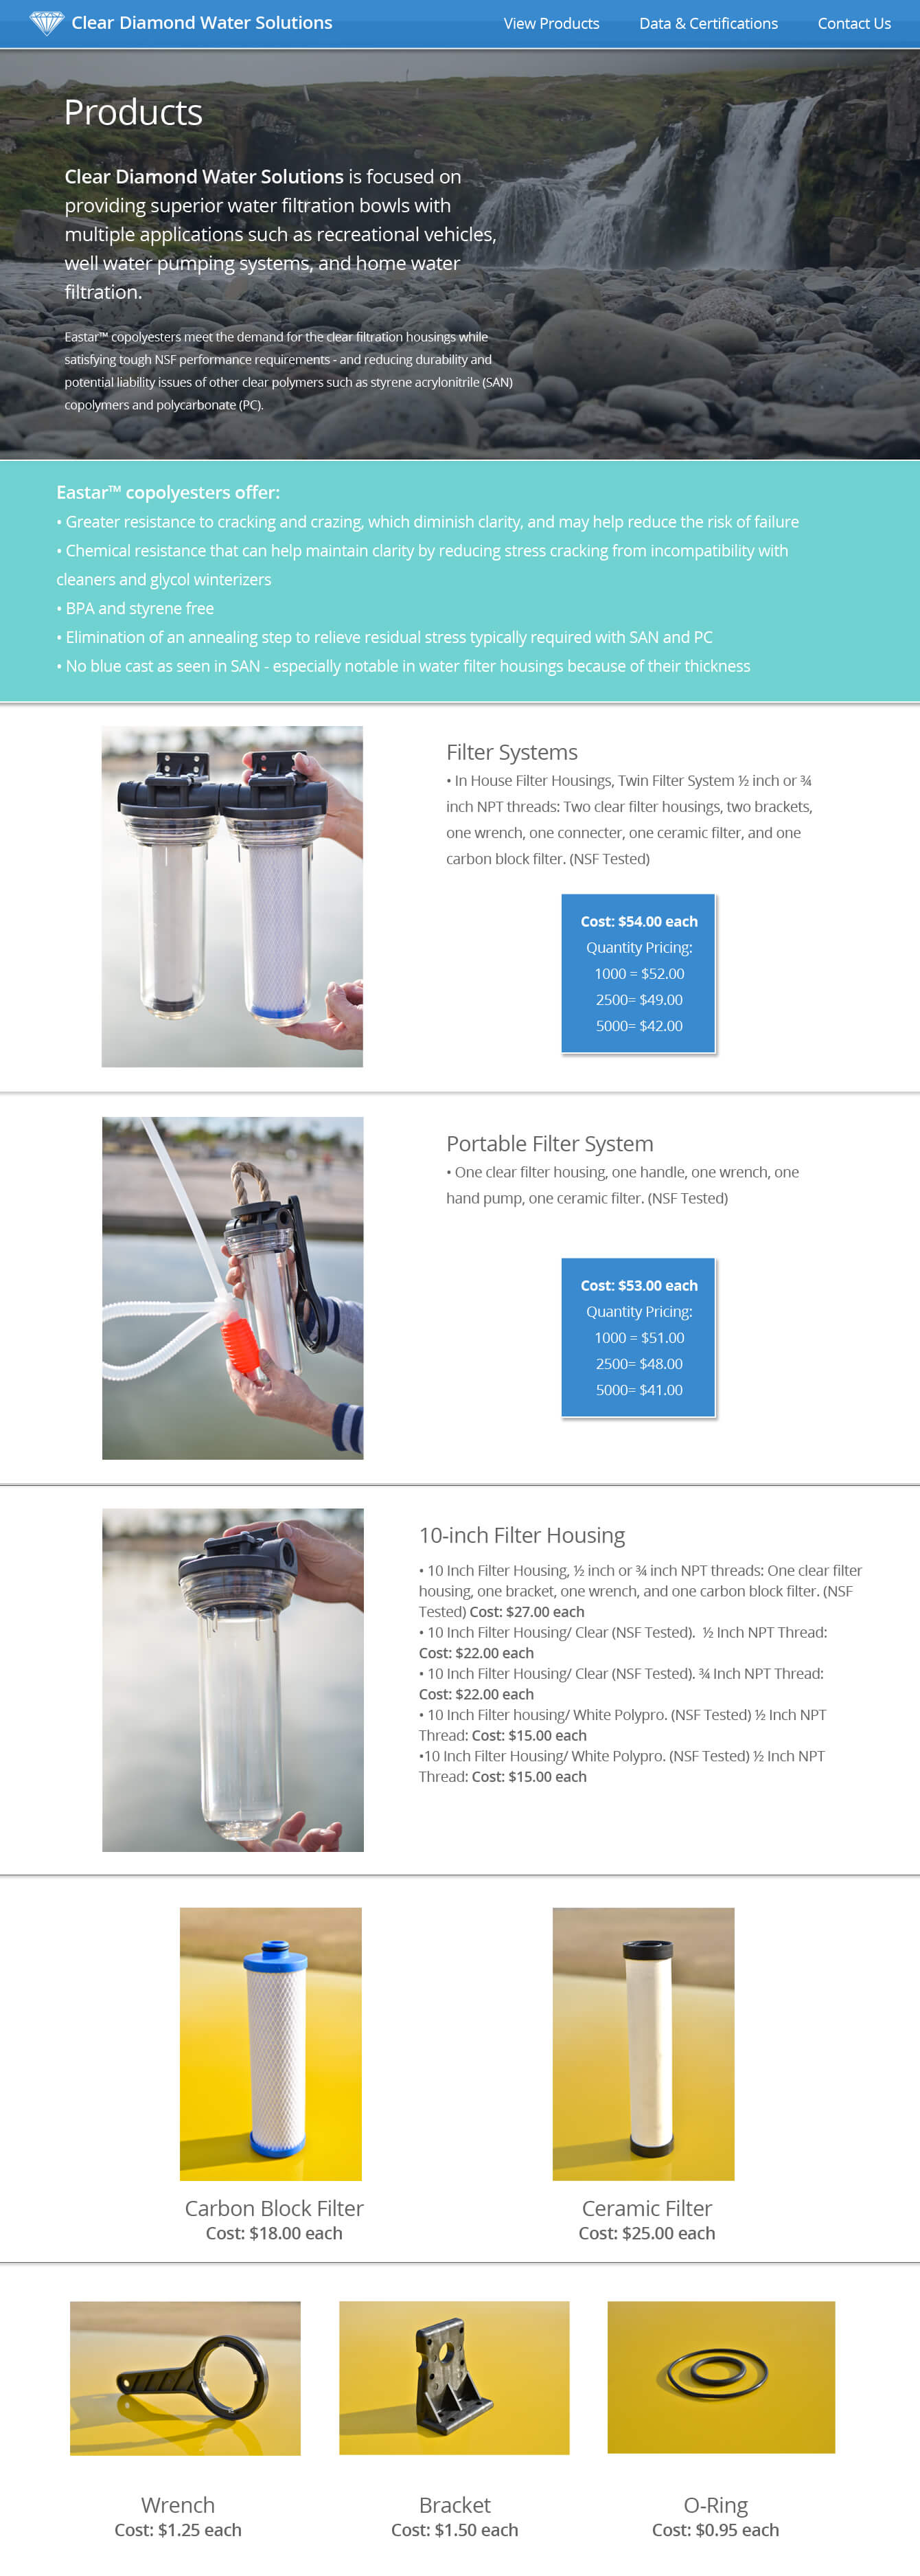 Clear Diamond Water Solutions
View Products
Data & Certifications
Contact Us
Products
Clear Diamond Water Solutions is focused on
providing superior water filtration bowls with
multiple applications such as recreational vehicles,
well water pumping systems, and home water
filtration.
Eastar™ copolyesters meet the demand for the clear filtration housings while
satisfying tough NSF performance requirements - and reducing durability and
potential liability issues of other clear polymers such as styrene acrylonitrile (SAN)
copolymers and polycarbonate (PC).
Eastar™ copolyesters offer:
• Greater resistance to cracking and crazing, which diminish clarity, and may help reduce the risk of failure
• Chemical resistance that can help maintain clarity by reducing stress cracking from incompatibility with
cleaners and glycol winterizers
• BPA and styrene free
• Elimination of an annealing step to relieve residual stress typically required with SAN and PC
• No blue cast as seen in SAN - especially notable in water filter housings because of their thickness
Filter Systems
• In House Filter Housings, Twin Filter System ½ inch or ¾
inch NPT threads: Two clear filter housings, two brackets,
one wrench, one connecter, one ceramic filter, and one
carbon block filter. (NSF Tested)
Cost: $54.00 each
Quantity Pricing:
1000 = $52.00
2500= $49.00
5000= $42.00
Portable Filter System
• One clear filter housing, one handle, one wrench, one
hand pump, one ceramic filter. (NSF Tested)
Cost: $53.00 each
Quantity Pricing:
1000 = $51.00
2500= $48.00
5000= $41.00
10-inch Filter Housing
• 10 Inch Filter Housing, ½ inch or ¾ inch NPT threads: One clear filter
housing, one bracket, one wrench, and one carbon block filter. (NSF
Tested) Cost: $27.00 each
• 10 Inch Filter Housing/ Clear (NSF Tested). ½ Inch NPT Thread:
Cost: $22.00 each
• 10 Inch Filter Housing/ Clear (NSF Tested). ¾ Inch NPT Thread:
Cost: $22.00 each
• 10 Inch Filter housing/ White Polypro. (NSF Tested) ½ Inch NPT
Thread: Cost: $15.00 each
•10 Inch Filter Housing/ White Polypro. (NSF Tested) ½ Inch NPT
Thread: Cost: $15.00 each
Carbon Block Filter
Cost: $18.00 each
Ceramic Filter
Cost: $25.00 each
Wrench
Cost: $1.25 each
Bracket
Cost: $1.50 each
O-Ring
Cost: $0.95 each